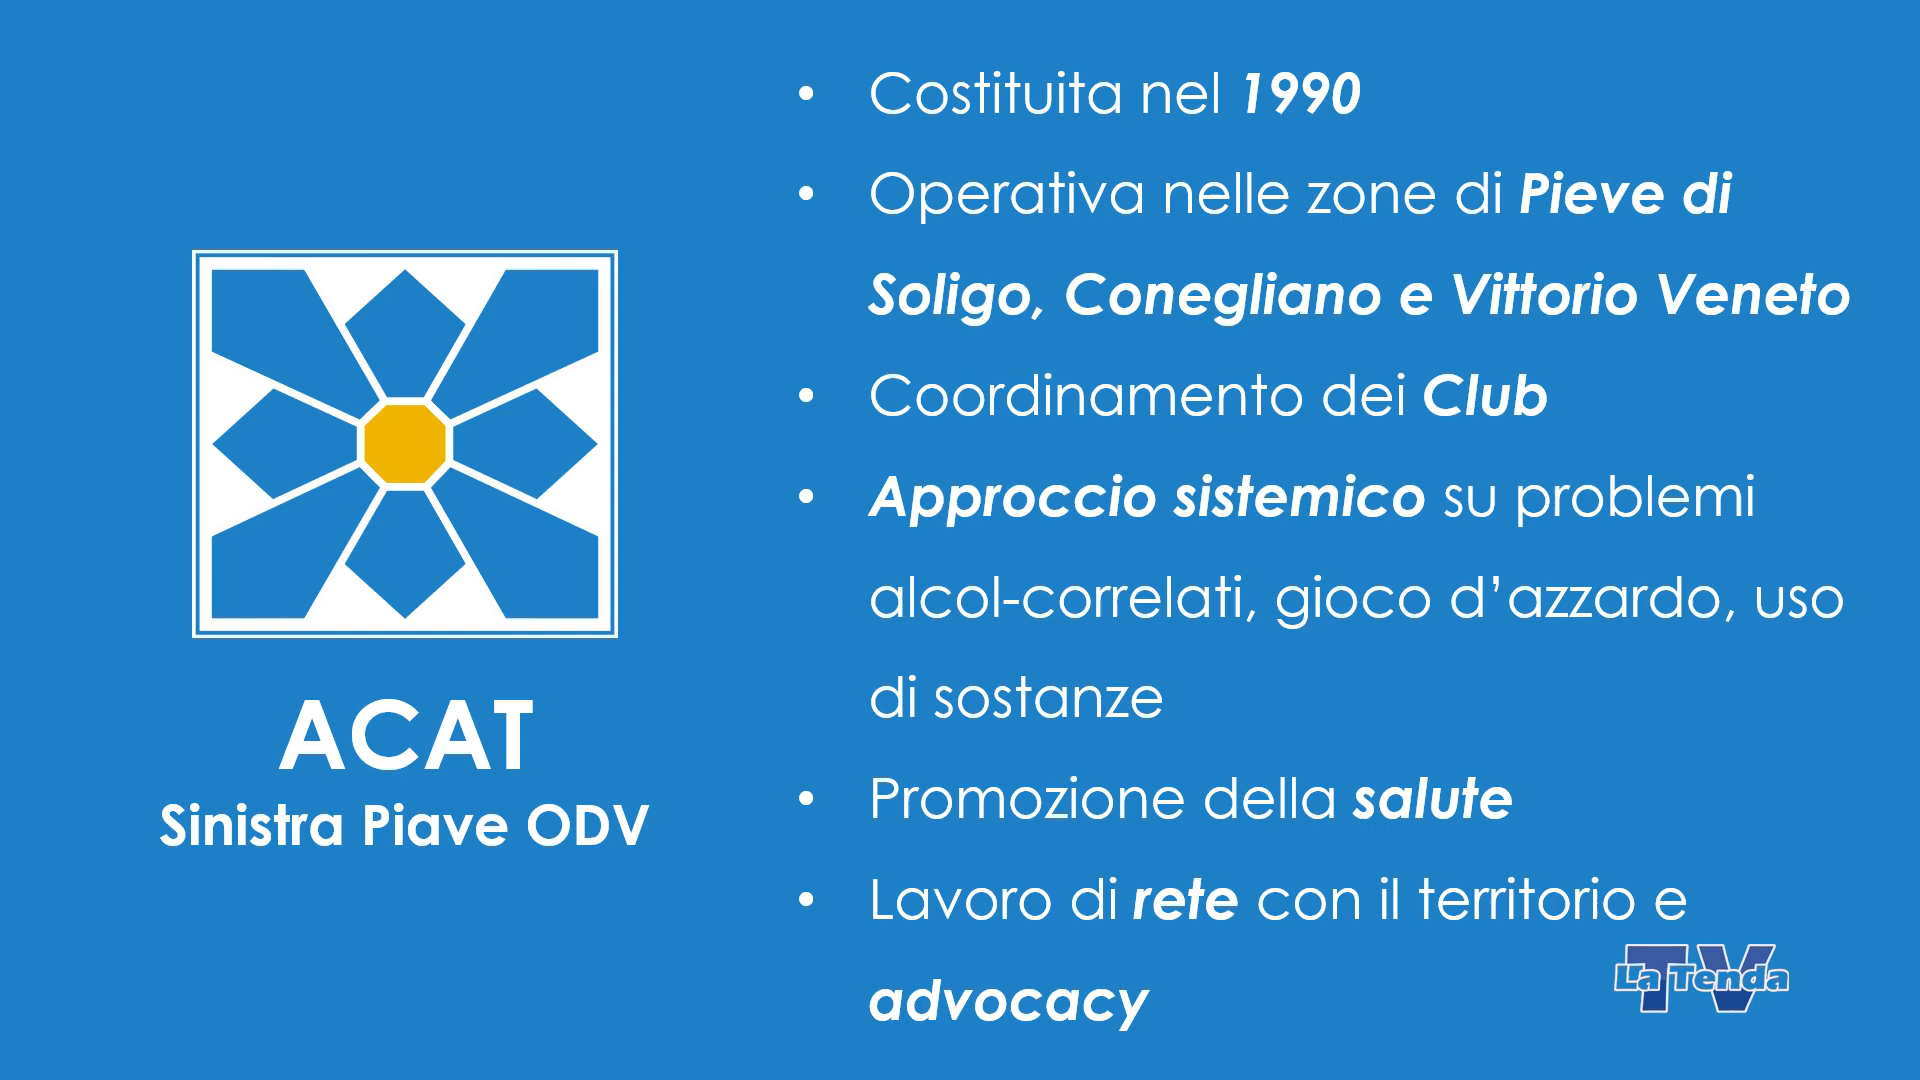 ACAT
Sinistra Piave ODV
• Costituita nel 1990
• Operativa nelle zone di Pieve di
Soligo, Conegliano e Vittorio Veneto
• Coordinamento dei Club
• Approccio sistemico su problemi
alcol-correlati, gioco d’azzardo, uso
di sostanze
• Promozione della salute
• Lavoro di rete con il territorio e
advocacy
La Tenda TV